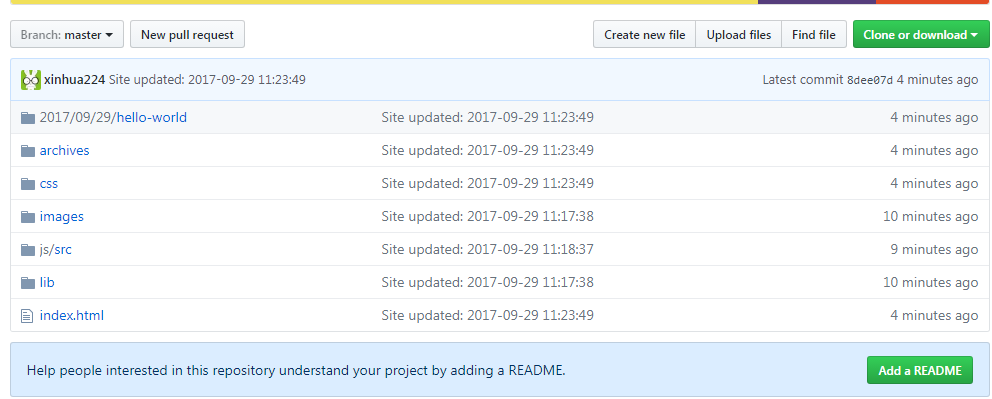 Branch: master New pull request Create new file Upload files Find file Clone or download
xinhua224 Site updated: 2017-09-29 11:23:49 Latest commit 8dee07d 4 minutes ago
2017/09/29/hello-world Site updated: 2017-09-29 11:23:49 4 minutes ago
archives Site updated: 2017-09-29 11:23:49 4 minutes ago
css Site updated: 2017-09-29 11:23:49 4 minutes ago
images Site updated: 2017-09-29 11:17:38 10 minutes ago
js/src Site updated: 2017-09-29 11:18:37 9 minutes ago
lib Site updated: 2017-09-29 11:17:38 10 minutes ago
index.html Site updated: 2017-09-29 11:23:49 4 minutes ago
Help people interested in this repository understand your project by adding a README. Add a README